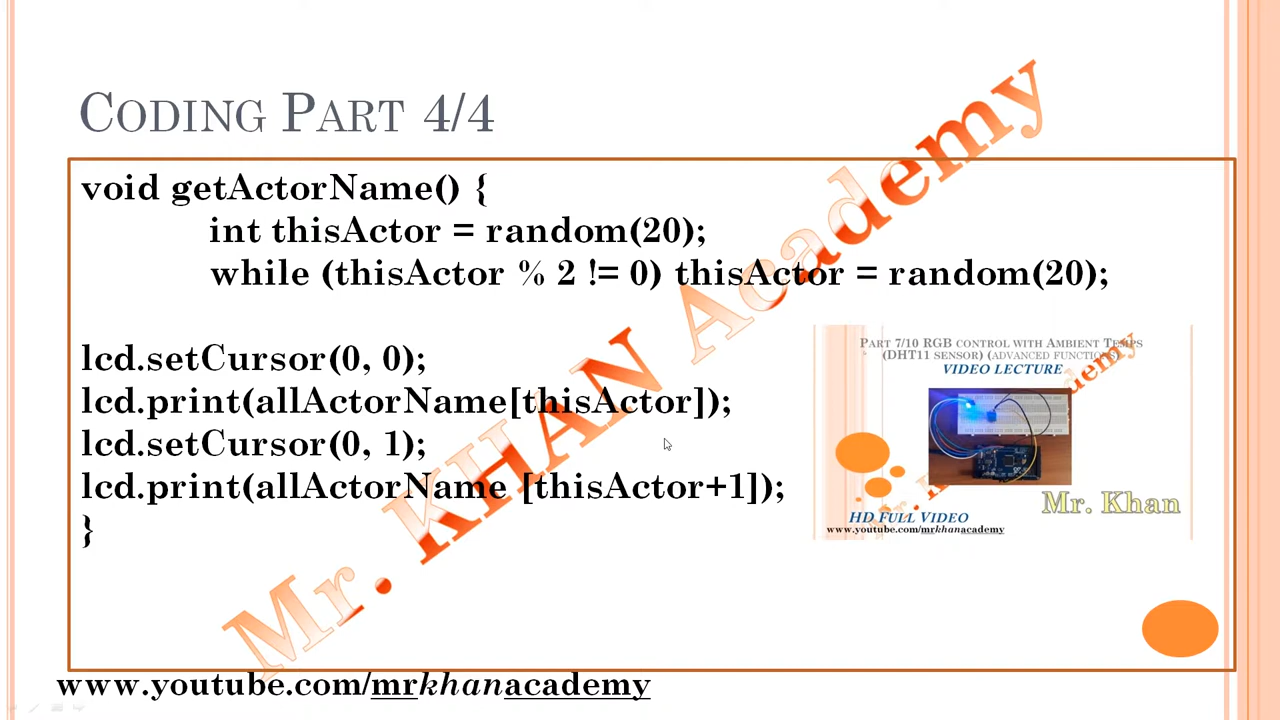 CODING PART 4/4
void getActorName() {
int thisActor = random(20);
while (thisActor % 2 != 0) thisActor = random(20);
lcd.setCursor(0, 0);
lcd.print(allActorName[thisActor]);
lcd.setCursor(0, 1);
lcd.print(allActorName [thisActor+1]);
}
PART 7/10 RGB CONTROL WITH AMBIENT TEMPS
(DHT11 SENSOR) (ADVANCED FUNCTIONS)
VIDEO LECTURE
Mr. Khan
HD FULL VIDEO
www.youtube.com/mrkhanacademy
Mr. KHAN Academy
www.youtube.com/mrkhanacademy